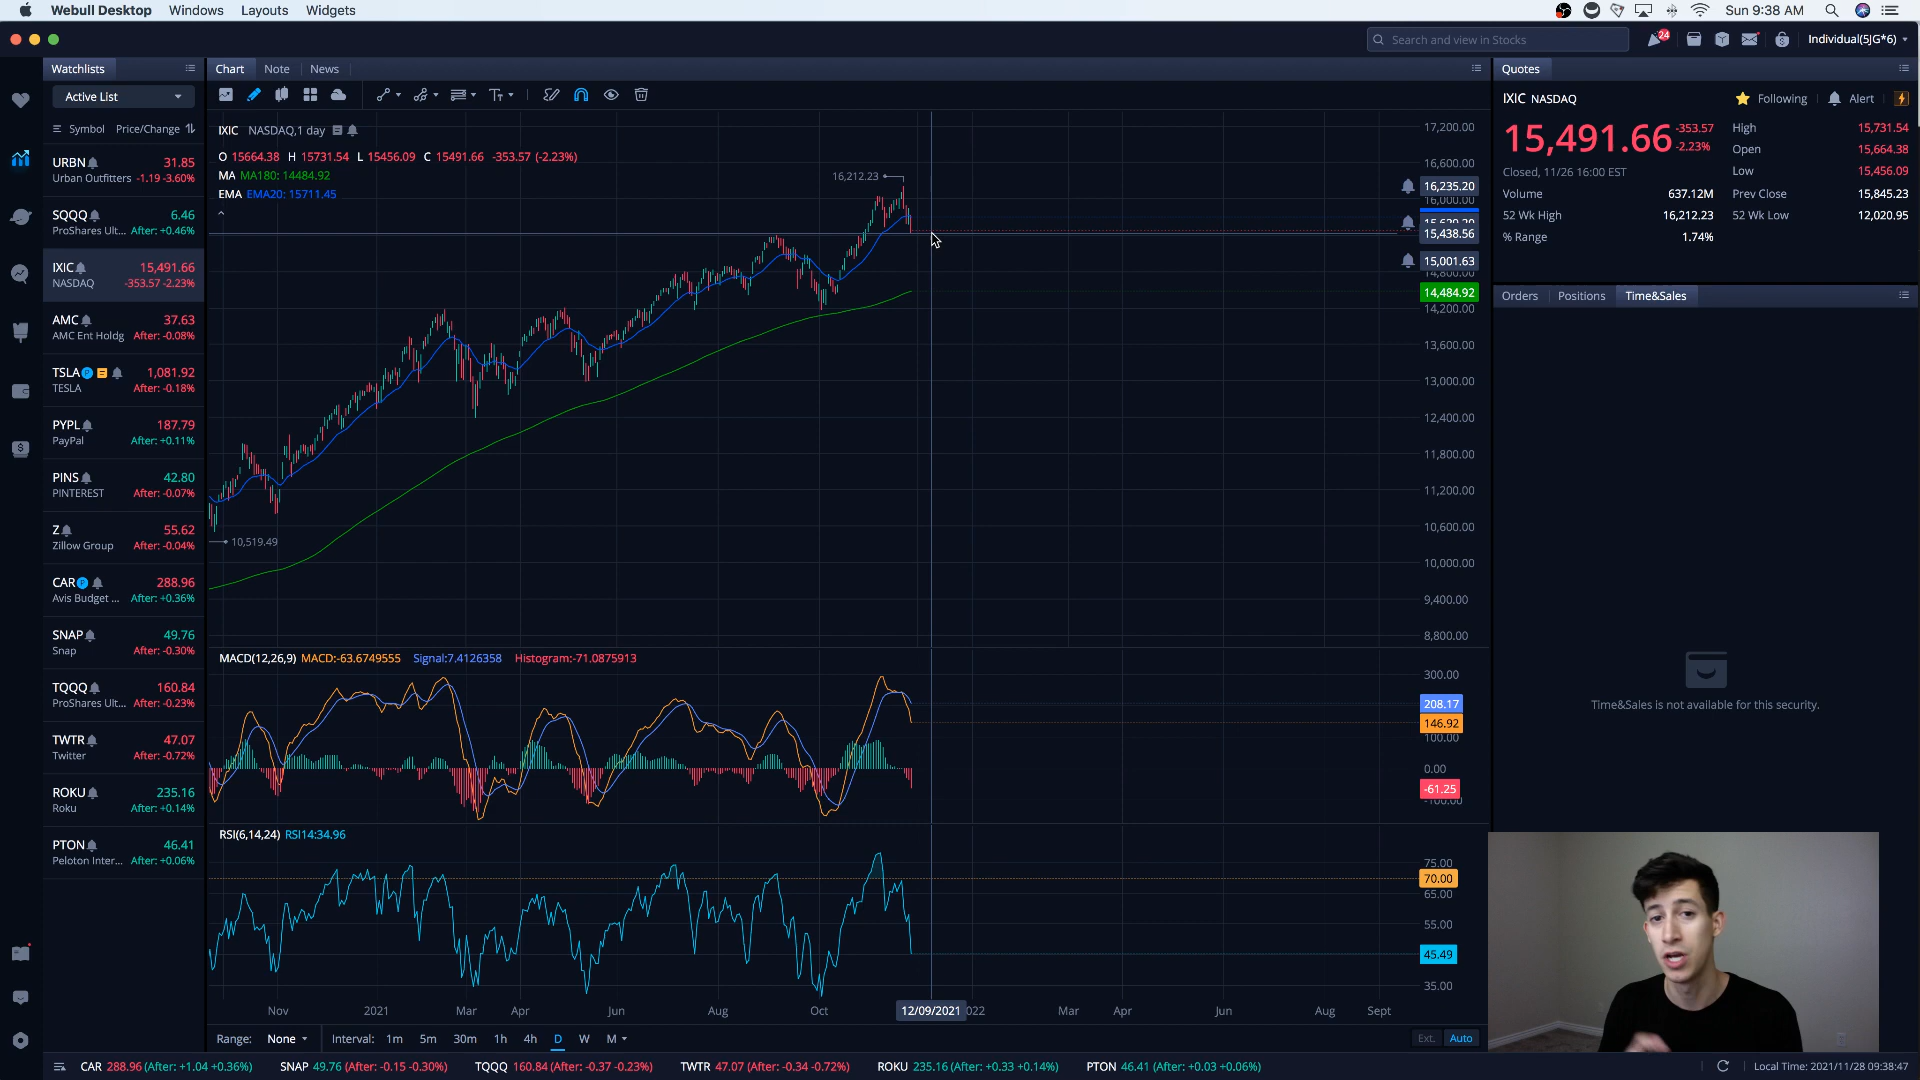 Webull Desktop Windows Layouts Widgets Sun 9:38 AM
Search and view in Stocks 24 Individual(5JG*6)
Watchlists Chart Note News Quotes
Active List
Symbol Price/Change
URBN 31.85
Urban Outfitters -1.19 -3.60%
SQQQ 6.46
ProShares Ult... After: +0.46%
IXIC 15,491.66
NASDAQ -353.57 -2.23%
AMC 37.63
AMC Ent Holdg After: -0.08%
TSLA 1,081.92
TESLA After: -0.18%
PYPL 187.79
PayPal After: +0.11%
PINS 42.80
PINTEREST After: -0.07%
Z 55.62
Zillow Group After: -0.04%
CAR 288.96
Avis Budget ... After: +0.36%
SNAP 49.76
Snap After: -0.30%
TQQQ 160.84
ProShares Ult... After: -0.23%
TWTR 47.07
Twitter After: -0.72%
ROKU 235.16
Roku After: +0.14%
PTON 46.41
Peloton Inter... After: +0.06%
IXIC NASDAQ,1 day
O 15664.38 H 15731.54 L 15456.09 C 15491.66 -353.57 (-2.23%)
MA MA180: 14484.92
EMA EMA20: 15711.45
16,212.23
10,519.49
17,200.00
16,600.00
16,235.20
16,000.00
15,438.56
15,001.63
14,800.00
14,484.92
14,200.00
13,600.00
13,000.00
12,400.00
11,800.00
11,200.00
10,600.00
10,000.00
9,400.00
8,800.00
MACD(12,26,9) MACD:-63.6749555 Signal:7.4126358 Histogram:-71.0875913
300.00
208.17
146.92
100.00
0.00
-61.25
-100.00
RSI(6,14,24) RSI14:34.96
75.00
70.00
65.00
55.00
45.49
35.00
Nov 2021 Mar Apr Jun Aug Oct 12/09/2021 022 Mar Apr Jun Aug Sept
Range: None Interval: 1m 5m 30m 1h 4h D W M Ext. Auto
IXIC NASDAQ Following Alert
15,491.66 -353.57 -2.23%
High 15,731.54
Open 15,664.38
Low 15,456.09
Closed, 11/26 16:00 EST
Volume 637.12M Prev Close 15,845.23
52 Wk High 16,212.23 52 Wk Low 12,020.95
% Range 1.74%
Orders Positions Time&Sales
Time&Sales is not available for this security.
CAR 288.96 (After: +1.04 +0.36%) SNAP 49.76 (After: -0.15 -0.30%) TQQQ 160.84 (After: -0.37 -0.23%) TWTR 47.07 (After: -0.34 -0.72%) ROKU 235.16 (After: +0.33 +0.14%) PTON 46.41 (After: +0.03 +0.06%) Local Time: 2021/11/28 09:38:47